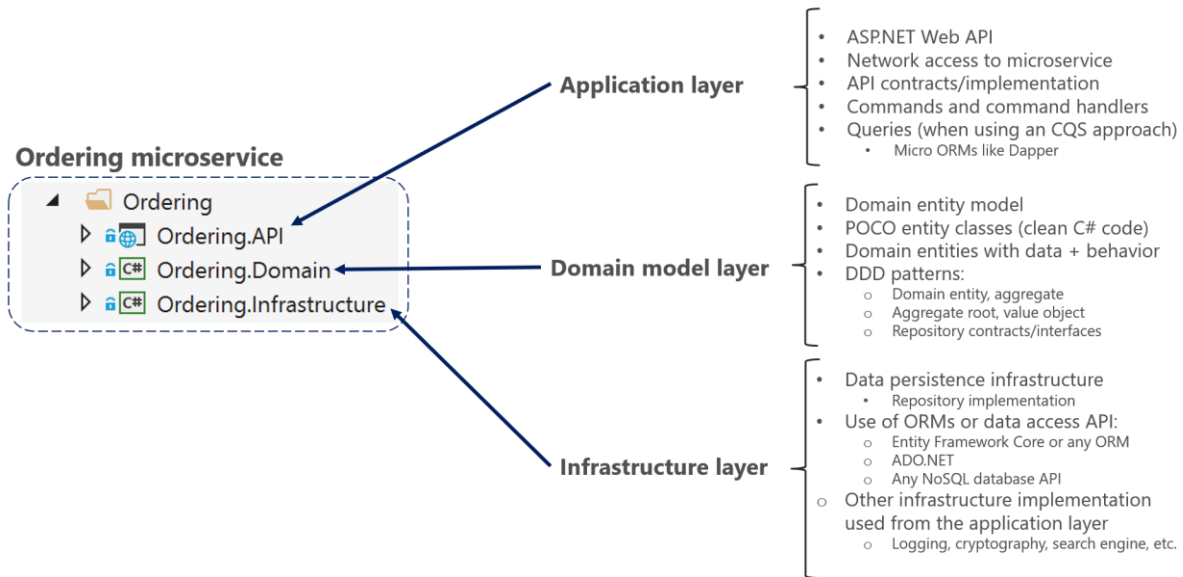 Ordering microservice
Ordering
Ordering.API
C# Ordering.Domain
C# Ordering.Infrastructure
Application layer
• ASP.NET Web API
• Network access to microservice
• API contracts/implementation
• Commands and command handlers
• Queries (when using an CQS approach)
• Micro ORMs like Dapper
Domain model layer
• Domain entity model
• POCO entity classes (clean C# code)
• Domain entities with data + behavior
• DDD patterns:
o Domain entity, aggregate
o Aggregate root, value object
o Repository contracts/interfaces
Infrastructure layer
• Data persistence infrastructure
• Repository implementation
• Use of ORMs or data access API:
o Entity Framework Core or any ORM
o ADO.NET
o Any NoSQL database API
o Other infrastructure implementation
used from the application layer
o Logging, cryptography, search engine, etc.